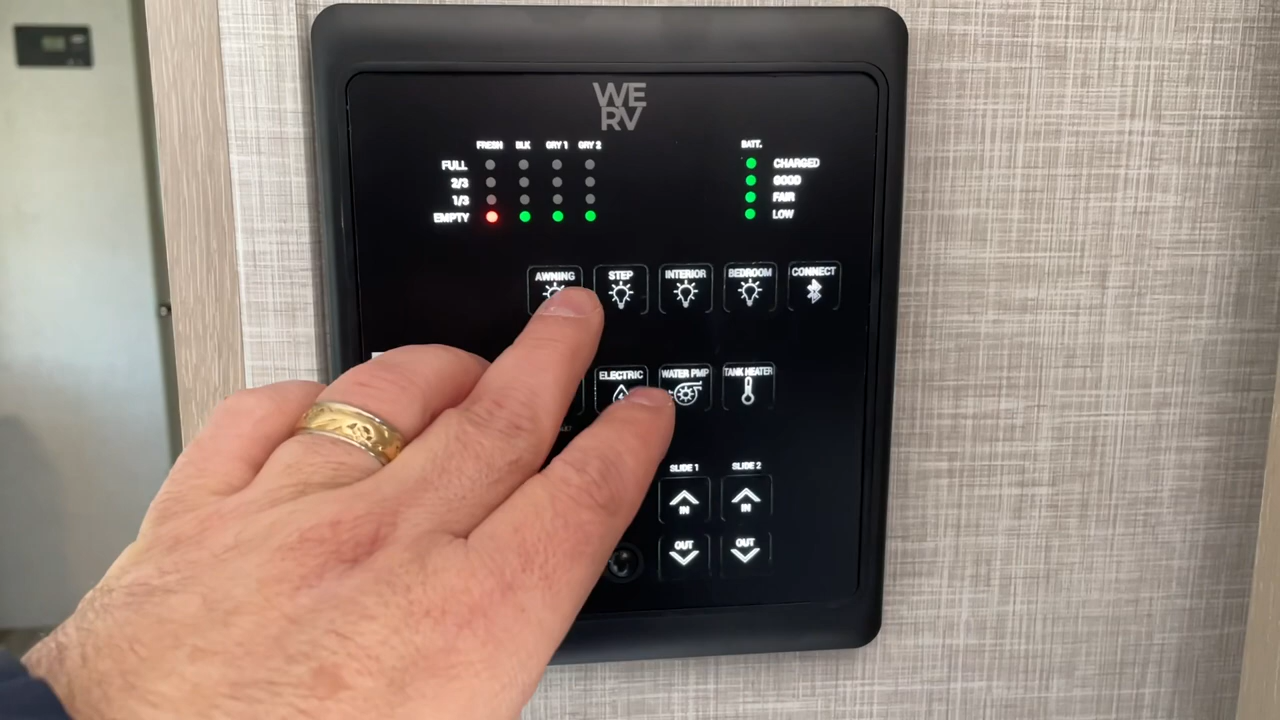 WE
RV
FRESH BLK GRY 1 GRY 2
BATT.
FULL
2/3
1/3
EMPTY
CHARGED
GOOD
FAIR
LOW
AWNING STEP INTERIOR BEDROOM CONNECT
ELECTRIC WATER PMP TANK HEATER
SLIDE 1 SLIDE 2
IN IN
OUT OUT